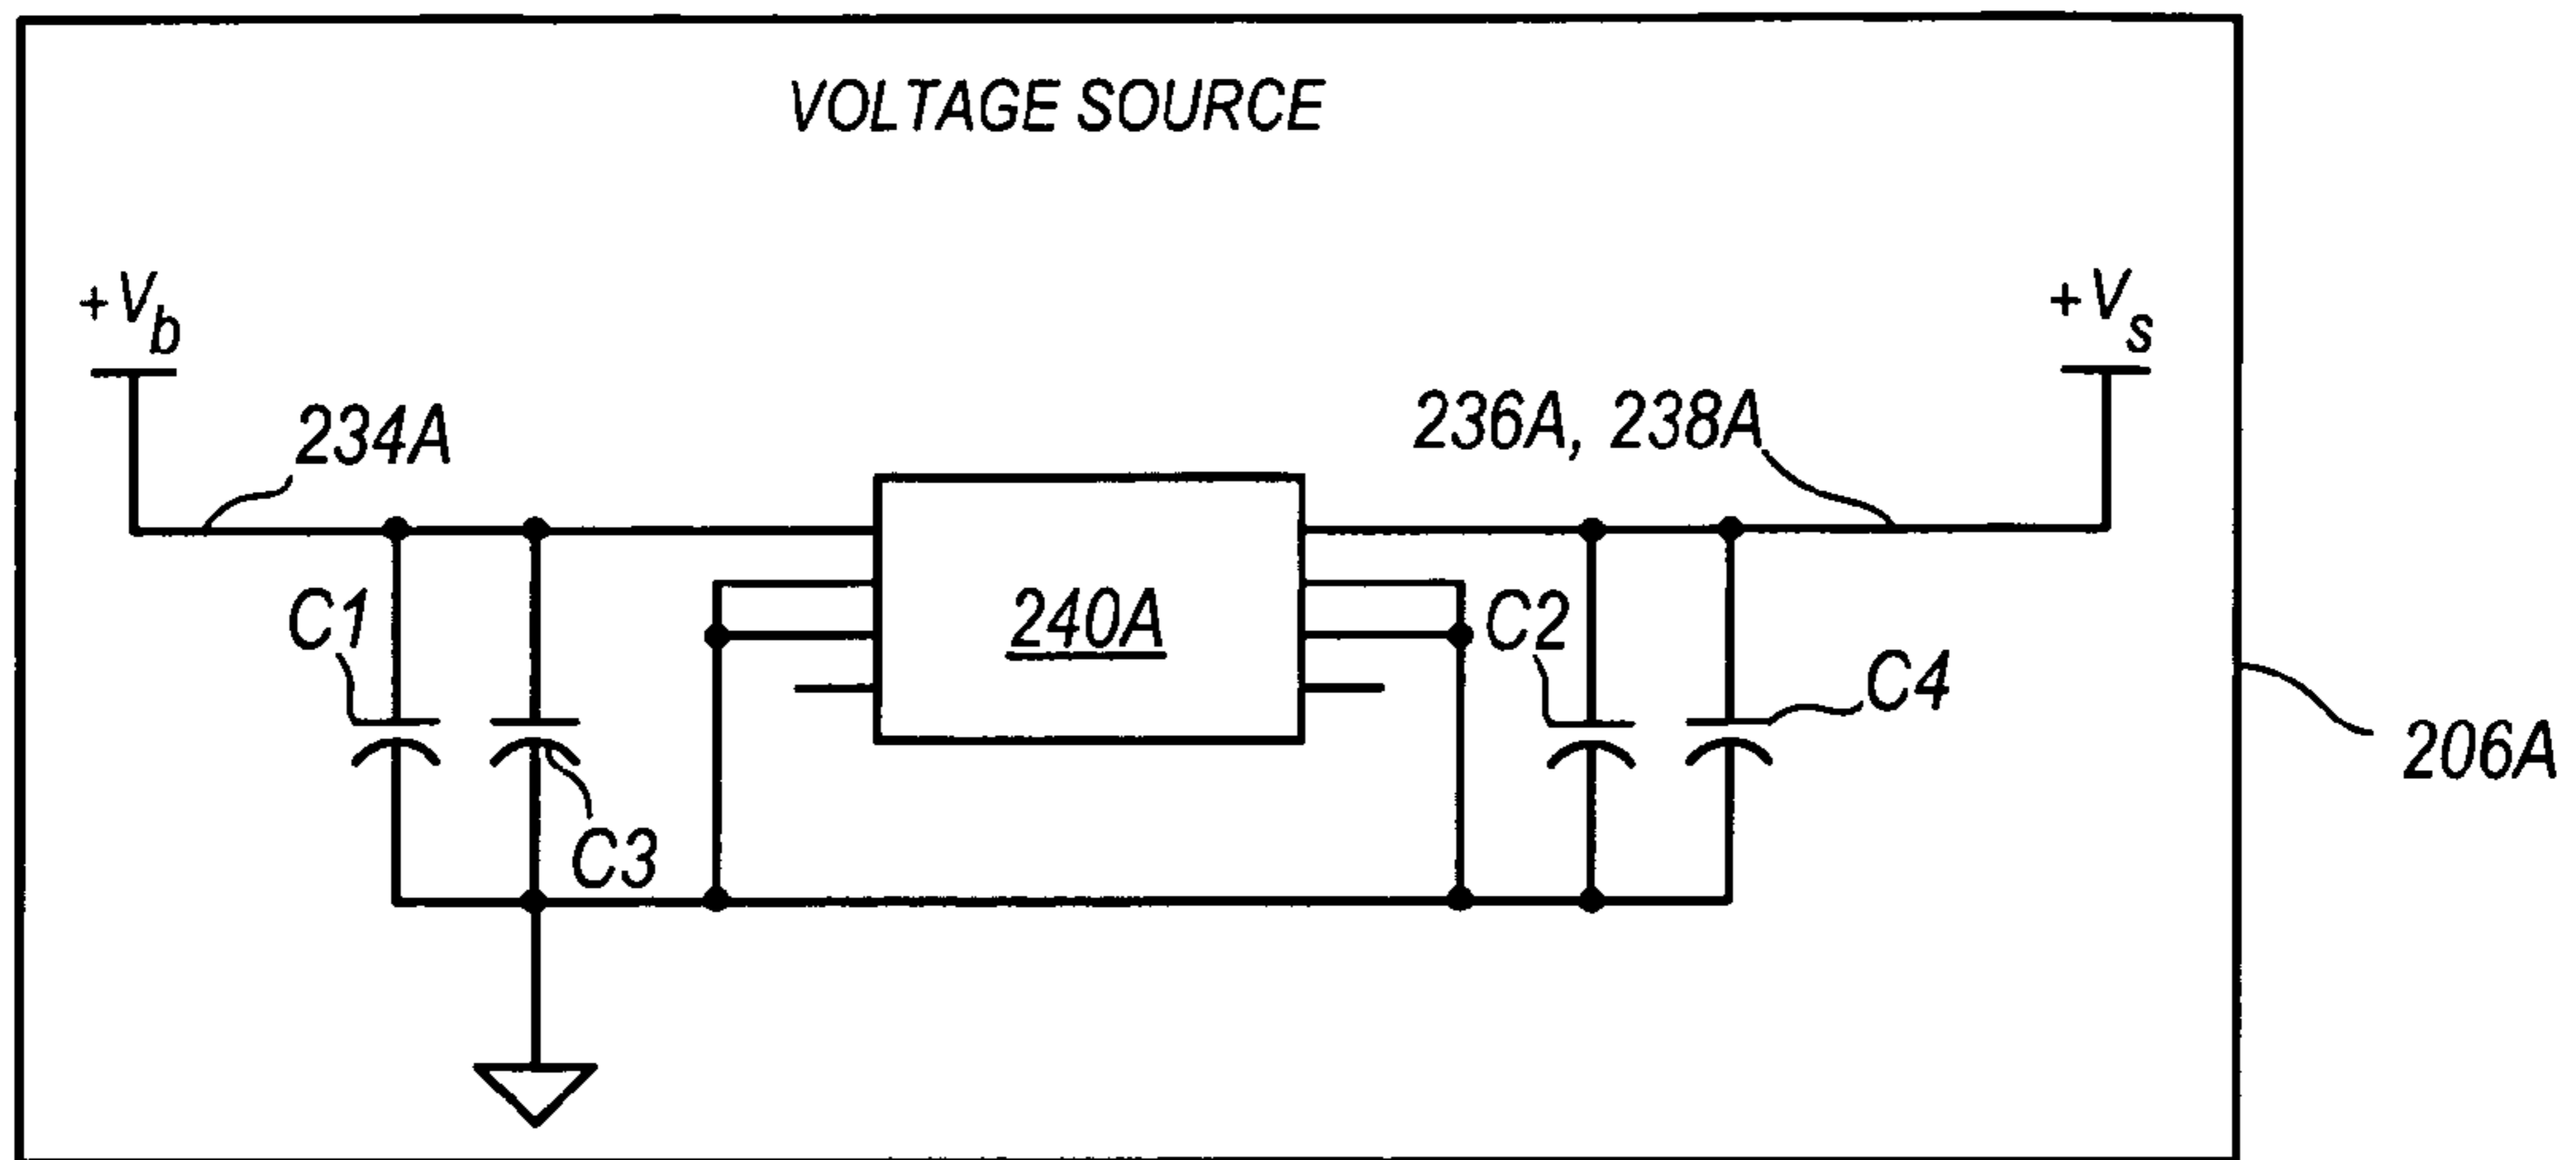 VOLTAGE SOURCE
+Vb
+Vs
234A
236A, 238A
C1
240A
C2
C4
206A
C3